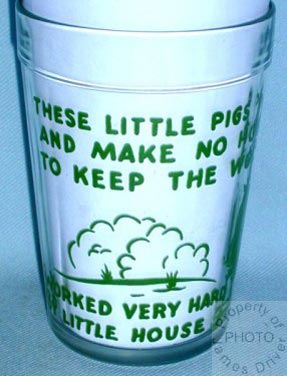 THESE LITTLE PIGS
AND MAKE NO
TO KEEP THE
WORKED VERY HARD
LITTLE HOUSE
Property of
PHOTO
James Driver